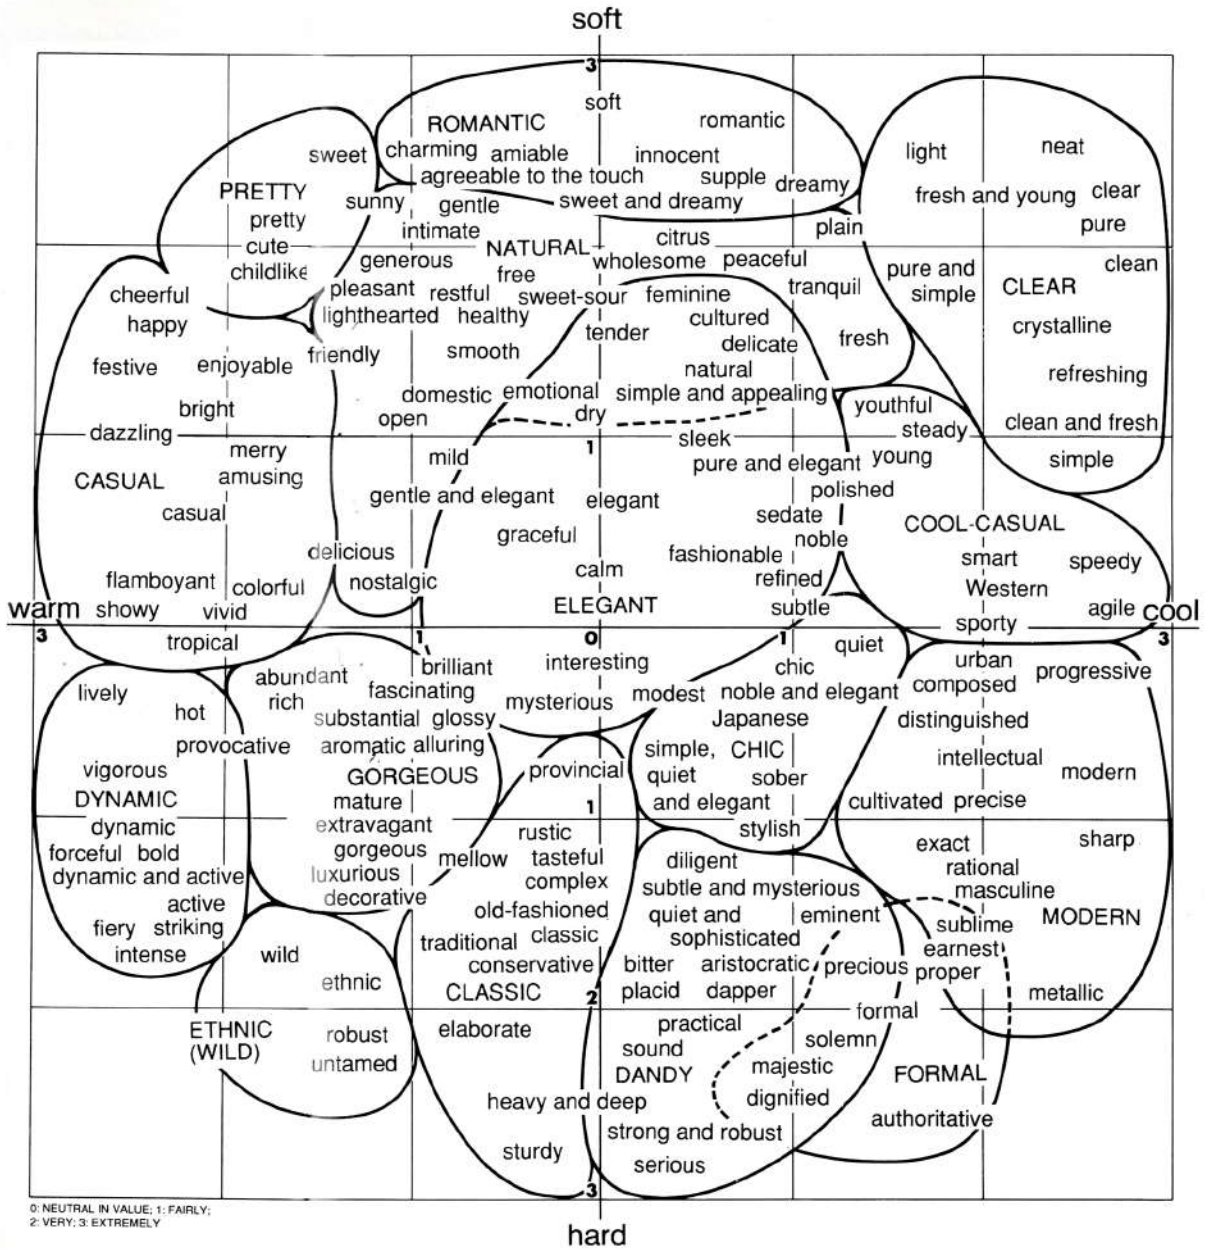 soft
3
soft
ROMANTIC
romantic
sweet
charming
amiable
innocent
light
neat
agreeable to the touch
supple
dreamy
PRETTY
sunny
gentle
sweet and dreamy
fresh and young
clear
pretty
intimate
plain
pure
cute
NATURAL
citrus
childlike
generous
free
wholesome
peaceful
pure and
simple
clean
cheerful
pleasant
restful
sweet-sour
feminine
tranquil
CLEAR
happy
lighthearted
healthy
tender
cultured
crystalline
festive
enjoyable
friendly
smooth
delicate
fresh
natural
refreshing
bright
domestic
emotional
simple and appealing
open
dry
youthful
clean and fresh
dazzling
1
sleek
steady
merry
mild
pure and elegant
young
simple
CASUAL
amusing
gentle and elegant
elegant
polished
casual
sedate
COOL-CASUAL
graceful
noble
delicious
fashionable
smart
speedy
flamboyant
colorful
nostalgic
calm
refined
Western
warm
showy
vivid
ELEGANT
subtle
agile
cool
sporty
3
1
0
1
3
tropical
quiet
abundant
brilliant
interesting
chic
urban
progressive
lively
rich
fascinating
mysterious
modest
noble and elegant
composed
hot
substantial
glossy
Japanese
distinguished
provocative
aromatic
alluring
simple,
quiet
and elegant
CHIC
intellectual
vigorous
GORGEOUS
provincial
sober
modern
DYNAMIC
mature
1
cultivated
precise
dynamic
extravagant
rustic
stylish
exact
sharp
forceful
bold
gorgeous
mellow
tasteful
diligent
rational
dynamic and active
luxurious
complex
subtle and mysterious
masculine
active
decorative
old-fashioned
quiet and
sophisticated
eminent
sublime
MODERN
fiery
striking
traditional
classic
earnest
intense
wild
conservative
bitter
aristocratic
precious
proper
ethnic
CLASSIC
2
placid
dapper
metallic
formal
ETHNIC
(WILD)
robust
elaborate
practical
solemn
untamed
sound
DANDY
majestic
FORMAL
heavy and deep
dignified
authoritative
strong and robust
sturdy
serious
3
0: NEUTRAL IN VALUE; 1: FAIRLY;
2: VERY; 3: EXTREMELY
hard